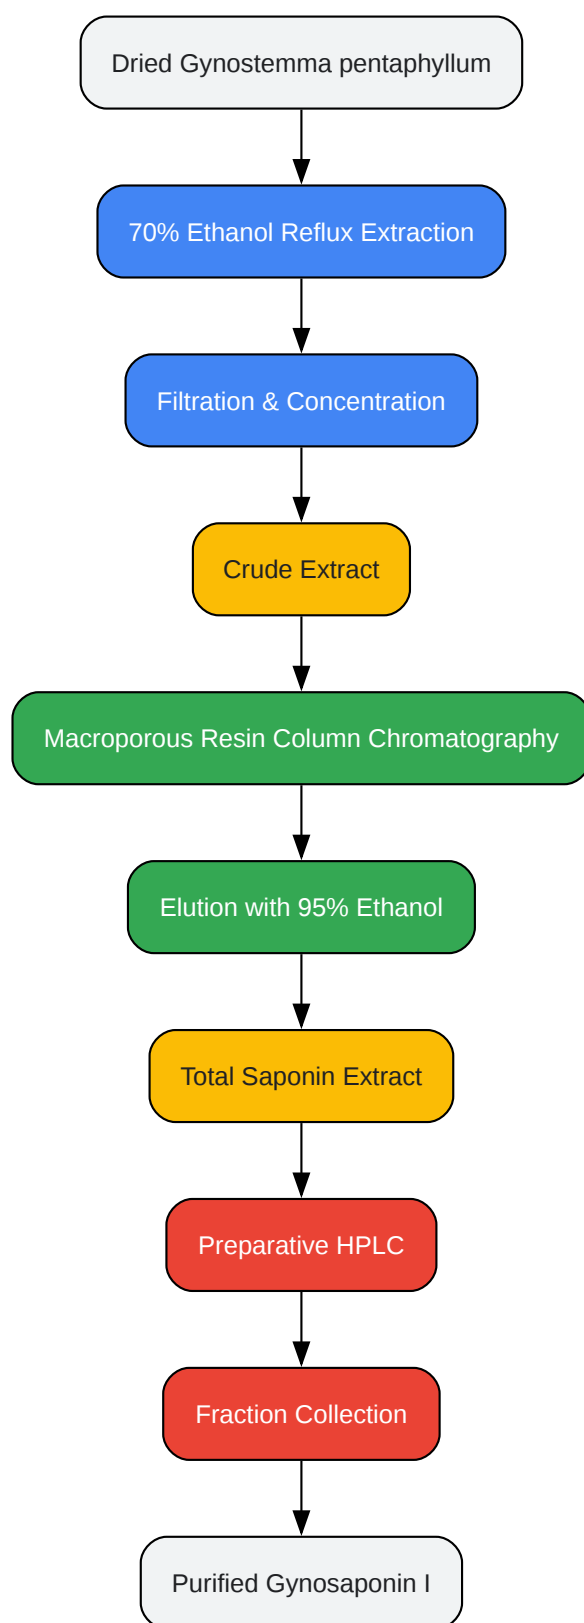 Dried Gynostemma pentaphyllum
70% Ethanol Reflux Extraction
Filtration & Concentration
Crude Extract
Macroporous Resin Column Chromatography
Elution with 95% Ethanol
Total Saponin Extract
Preparative HPLC
Fraction Collection
Purified Gynosaponin I